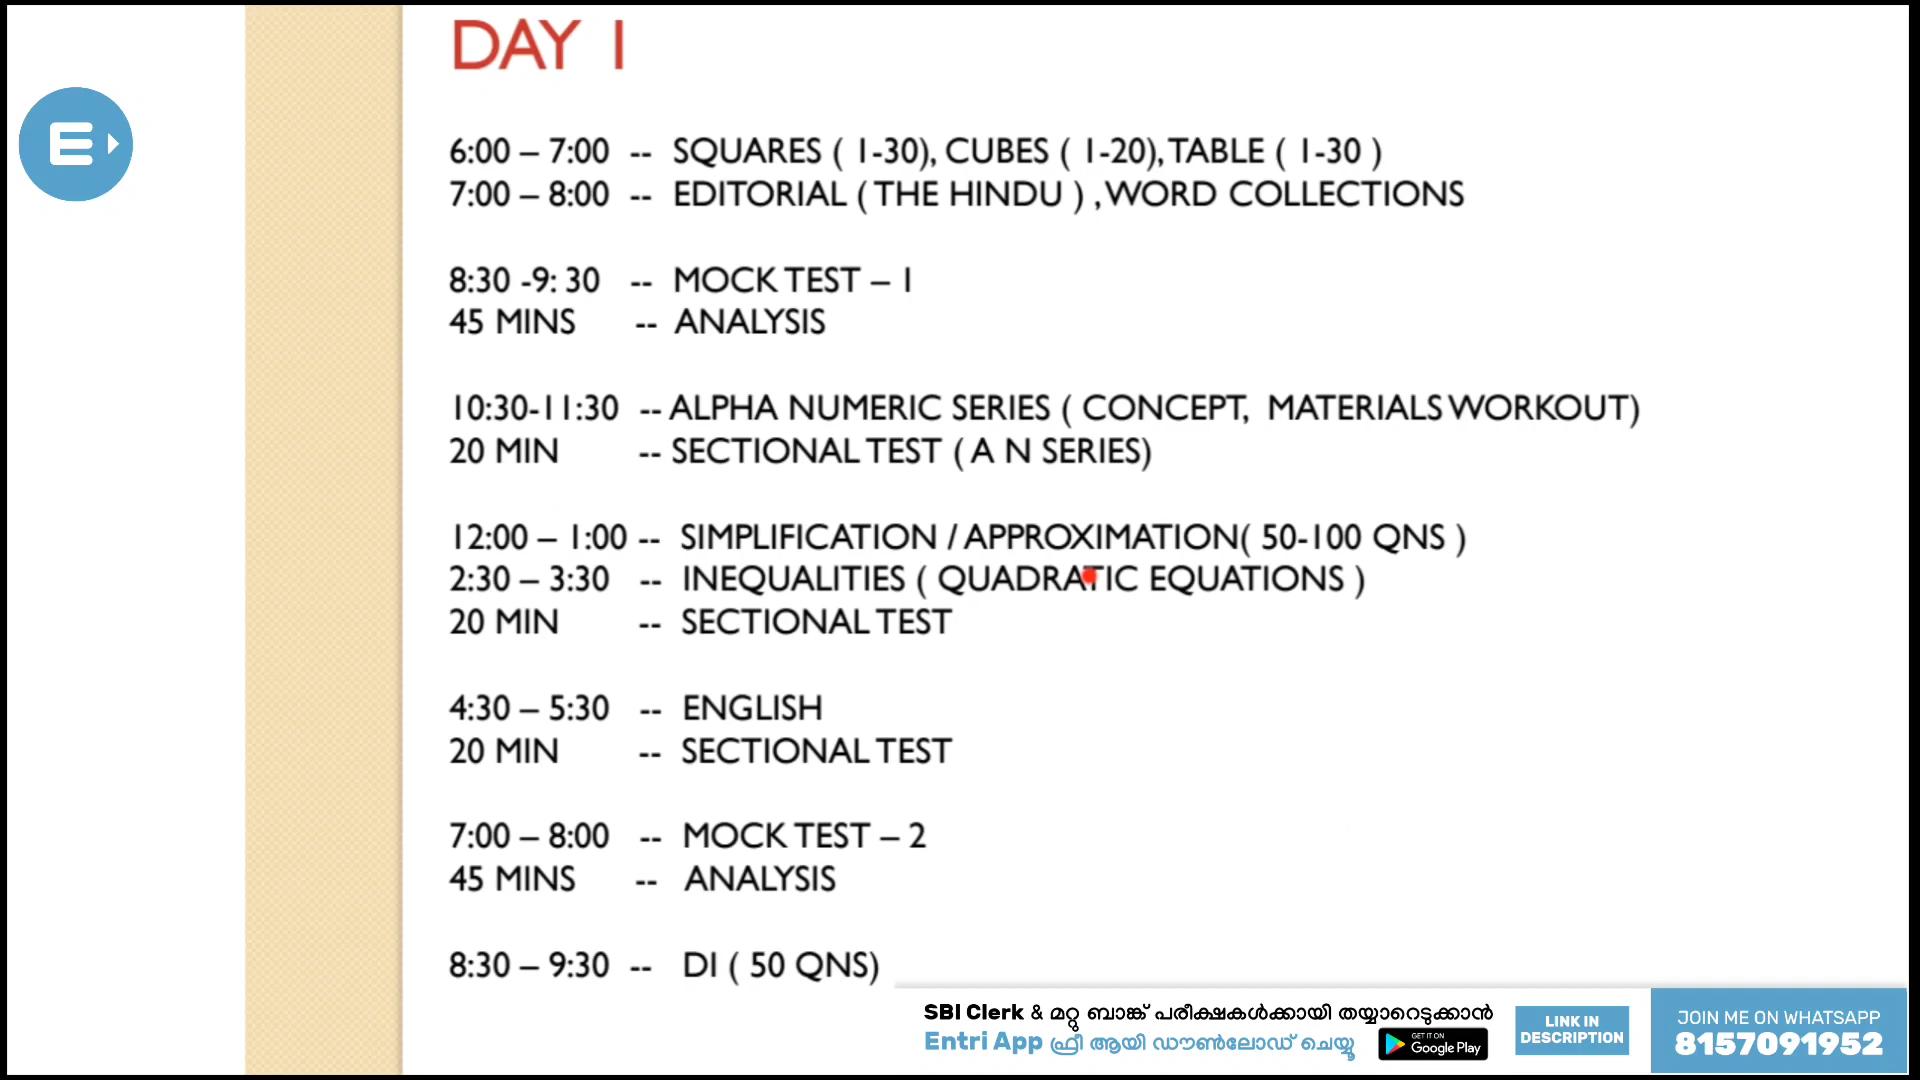 DAY 1
6:00 – 7:00 -- SQUARES ( 1-30), CUBES ( 1-20), TABLE ( 1-30 )
7:00 – 8:00 -- EDITORIAL ( THE HINDU ) , WORD COLLECTIONS
8:30 -9: 30 -- MOCK TEST – 1
45 MINS -- ANALYSIS
10:30-11:30 -- ALPHA NUMERIC SERIES ( CONCEPT, MATERIALS WORKOUT)
20 MIN -- SECTIONAL TEST ( A N SERIES)
12:00 – 1:00 -- SIMPLIFICATION / APPROXIMATION( 50-100 QNS )
2:30 – 3:30 -- INEQUALITIES ( QUADRATIC EQUATIONS )
20 MIN -- SECTIONAL TEST
4:30 – 5:30 -- ENGLISH
20 MIN -- SECTIONAL TEST
7:00 – 8:00 -- MOCK TEST – 2
45 MINS -- ANALYSIS
8:30 – 9:30 -- DI ( 50 QNS)
SBI Clerk & മറ്റു ബാങ്ക് പരീക്ഷകൾക്കായി തയ്യാറെടുക്കാൻ
Entri App ഫ്രീ ആയി ഡൗൺലോഡ് ചെയ്യൂ
GET IT ON
Google Play
LINK IN
DESCRIPTION
JOIN ME ON WHATSAPP
8157091952